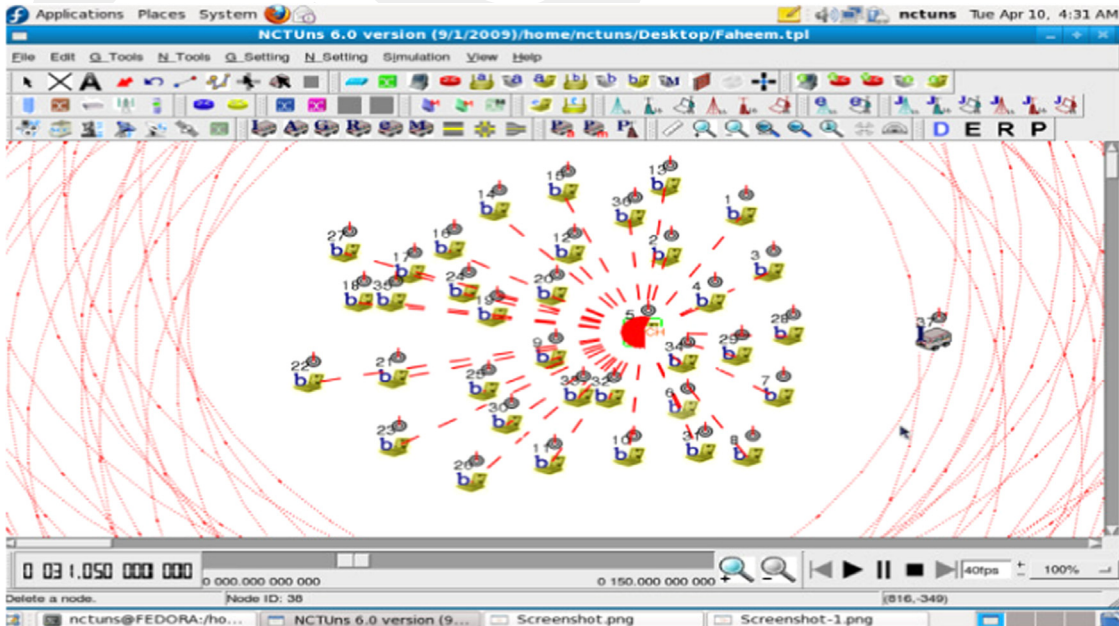 Applications Places System nctuns Tue Apr 10, 4:31 AM
NCTUns 6.0 version (9/1/2009)/home/nctuns/Desktop/Faheem.tpl
File Edit G_Tools N_Tools G_Setting N_Setting Simulation View Help
D E R P
15 13
14 36 1
27 16 12 2
17 3
18 35 24 20 4
19 5 28 37
9 34 29
22 21
25 33 32 7
30 6
23
11 10 31 8
26
0 031.050 000 000
0 000.000 000 000
0 150.000 000 000
40fps
100%
Delete a node. Node ID: 38 (816,-349)
nctuns@FEDORA:/ho... NCTUns 6.0 version (9... Screenshot.png Screenshot-1.png